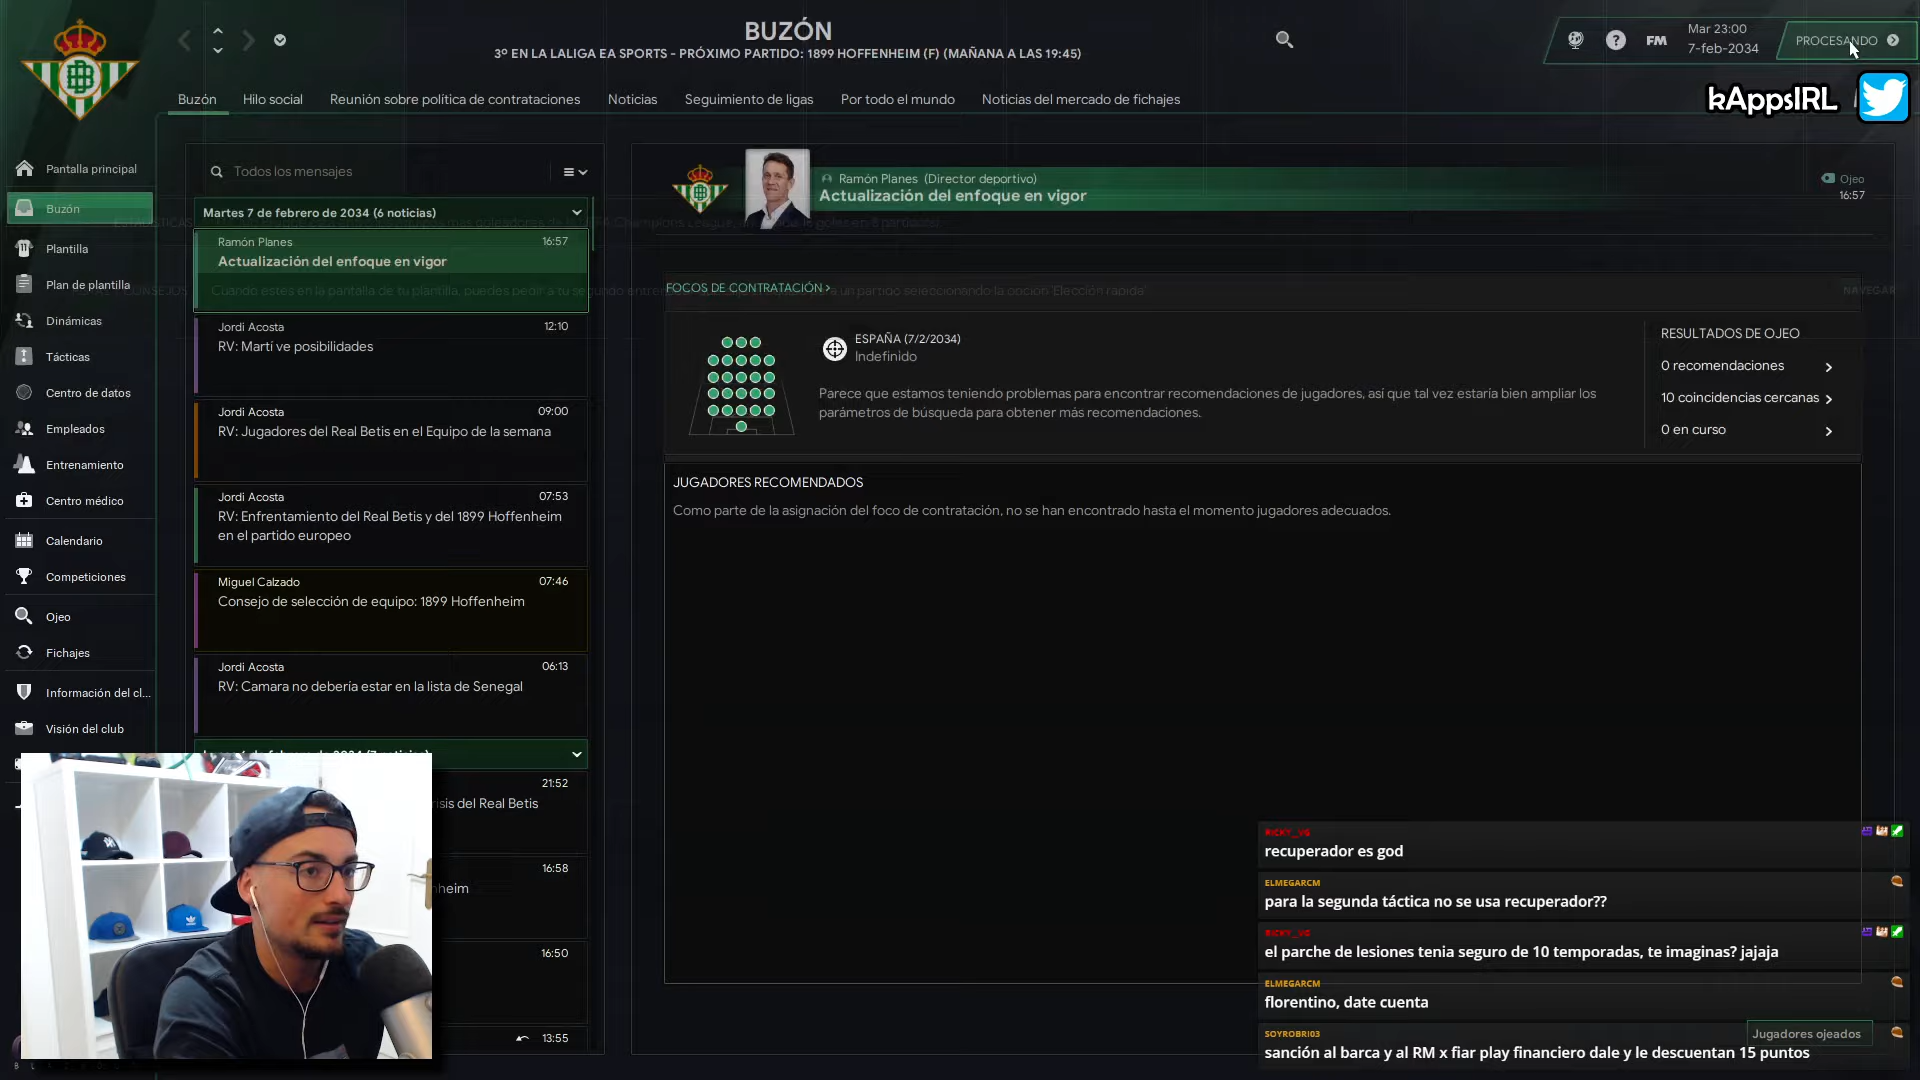 BUZÓN
3º EN LA LALIGA EA SPORTS - PRÓXIMO PARTIDO: 1899 HOFFENHEIM (F) (MAÑANA A LAS 19:45)
FM
Mar 23:00
7-feb-2034
PROCESANDO
kAppsIRL
Buzón
Hilo social
Reunión sobre política de contrataciones
Noticias
Seguimiento de ligas
Por todo el mundo
Noticias del mercado de fichajes
Pantalla principal
Buzón
Plantilla
Plan de plantilla
Dinámicas
Tácticas
Centro de datos
Empleados
Entrenamiento
Centro médico
Calendario
Competiciones
Ojeo
Fichajes
Información del cl...
Visión del club
Todos los mensajes
Martes 7 de febrero de 2034 (6 noticias)
Ramón Planes 16:57
Actualización del enfoque en vigor
Jordi Acosta 12:10
RV: Martí ve posibilidades
Jordi Acosta 09:00
RV: Jugadores del Real Betis en el Equipo de la semana
Jordi Acosta 07:53
RV: Enfrentamiento del Real Betis y del 1899 Hoffenheim
en el partido europeo
Miguel Calzado 07:46
Consejo de selección de equipo: 1899 Hoffenheim
Jordi Acosta 06:13
RV: Camara no debería estar en la lista de Senegal
21:52
del Real Betis
16:58
16:50
13:55
Ramón Planes (Director deportivo)
Actualización del enfoque en vigor
Ojeo
16:57
FOCOS DE CONTRATACIÓN >
ESPAÑA (7/2/2034)
Indefinido
Parece que estamos teniendo problemas para encontrar recomendaciones de jugadores, así que tal vez estaría bien ampliar los
parámetros de búsqueda para obtener más recomendaciones.
RESULTADOS DE OJEO
0 recomendaciones
10 coincidencias cercanas
0 en curso
JUGADORES RECOMENDADOS
Como parte de la asignación del foco de contratación, no se han encontrado hasta el momento jugadores adecuados.
RICKY_VG
recuperador es god
ELMEGARCM
para la segunda táctica no se usa recuperador??
RICKY_VG
el parche de lesiones tenia seguro de 10 temporadas, te imaginas? jajaja
ELMEGARCM
florentino, date cuenta
Jugadores ojeados
SOYROBRI03
sanción al barca y al RM x fiar play financiero dale y le descuentan 15 puntos